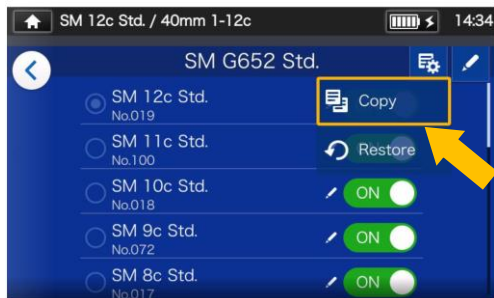 SM 12c Std. / 40mm 1-12c
14:34
SM G652 Std.
SM 12c Std.
No.019
Copy
SM 11c Std.
No.100
Restore
SM 10c Std.
No.018
ON
SM 9c Std.
No.072
ON
SM 8c Std.
No.017
ON